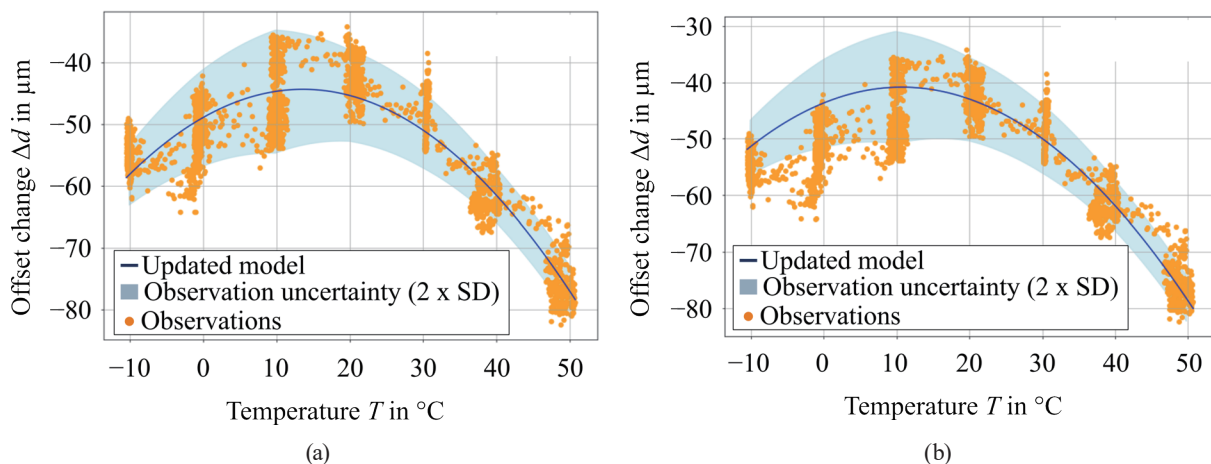 Offset change Δd in µm
−40
−50
−60
−70
−80
Updated model
Observation uncertainty (2 x SD)
Observations
−10 0 10 20 30 40 50
Temperature T in °C
(a)
Offset change Δd in µm
−30
−40
−50
−60
−70
−80
Updated model
Observation uncertainty (2 x SD)
Observations
−10 0 10 20 30 40 50
Temperature T in °C
(b)